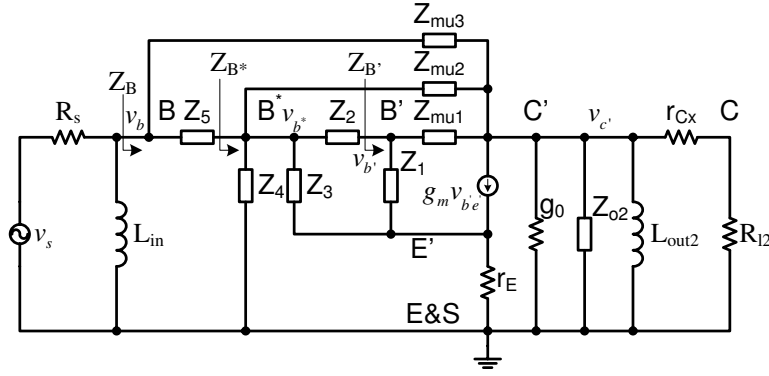 Z_mu3
Z_B Z_B* Z_B' Z_mu2
R_s v_b B Z_5 B* v_b* Z_2 B' Z_mu1 C' v_c' r_Cx C
v_b' Z_1
Z_4 Z_3 g_m v_b'e' g_0 Z_o2
v_s L_in L_out2 R_l2
E' r_E
E&S